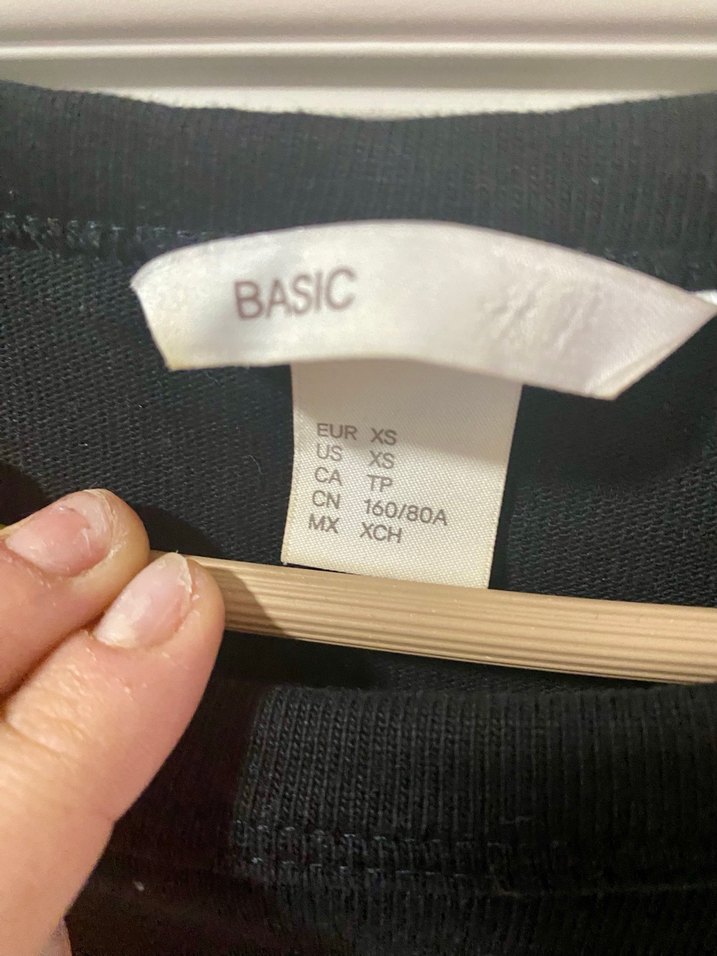 BASIC
EUR XS
US XS
CA TP
CN 160/80A
MX XCH